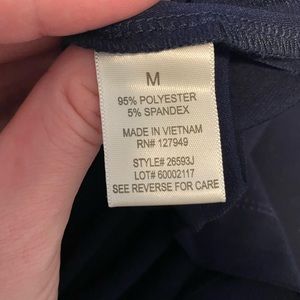 M
95% POLYESTER
5% SPANDEX
MADE IN VIETNAM
RN# 127949
STYLE# 26593J
LOT# 60002117
SEE REVERSE FOR CARE